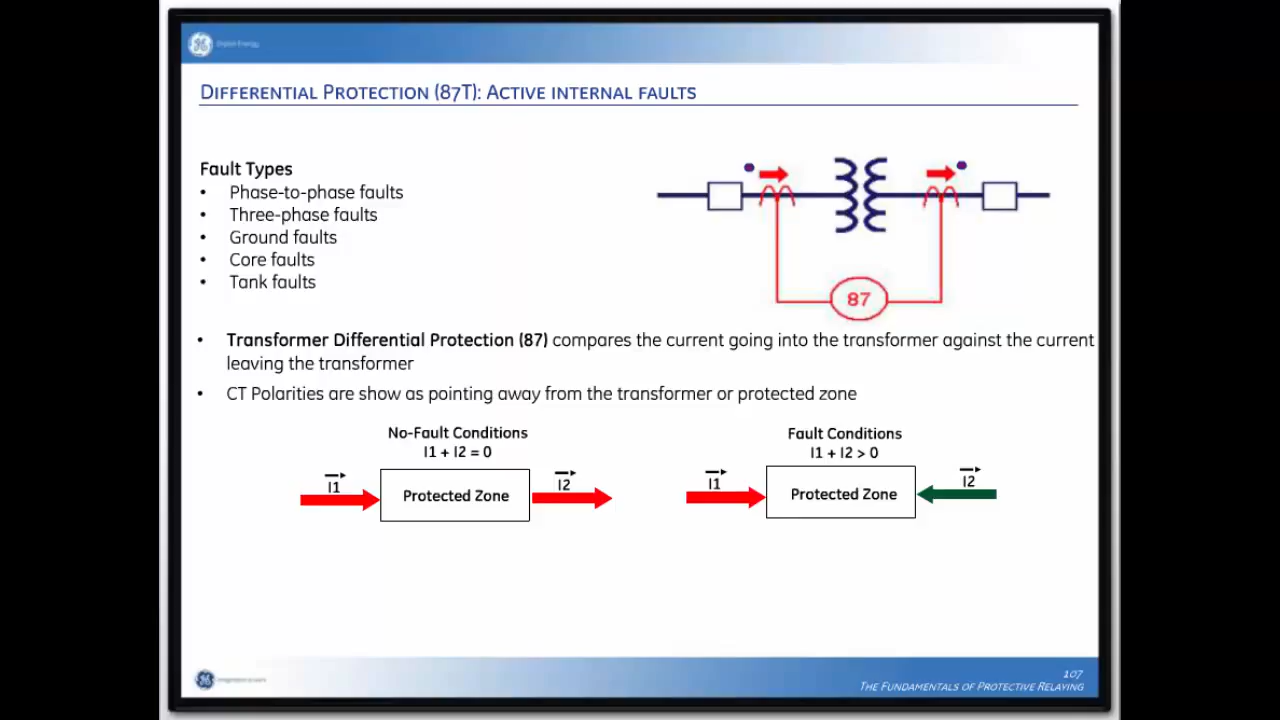 Digital Energy
DIFFERENTIAL PROTECTION (87T): ACTIVE INTERNAL FAULTS
Fault Types
• Phase-to-phase faults
• Three-phase faults
• Ground faults
• Core faults
• Tank faults
87
• Transformer Differential Protection (87) compares the current going into the transformer against the current
leaving the transformer
• CT Polarities are show as pointing away from the transformer or protected zone
No-Fault Conditions
I1 + I2 = 0
I1
Protected Zone
I2
Fault Conditions
I1 + I2 > 0
I1
Protected Zone
I2
107
THE FUNDAMENTALS OF PROTECTIVE RELAYING